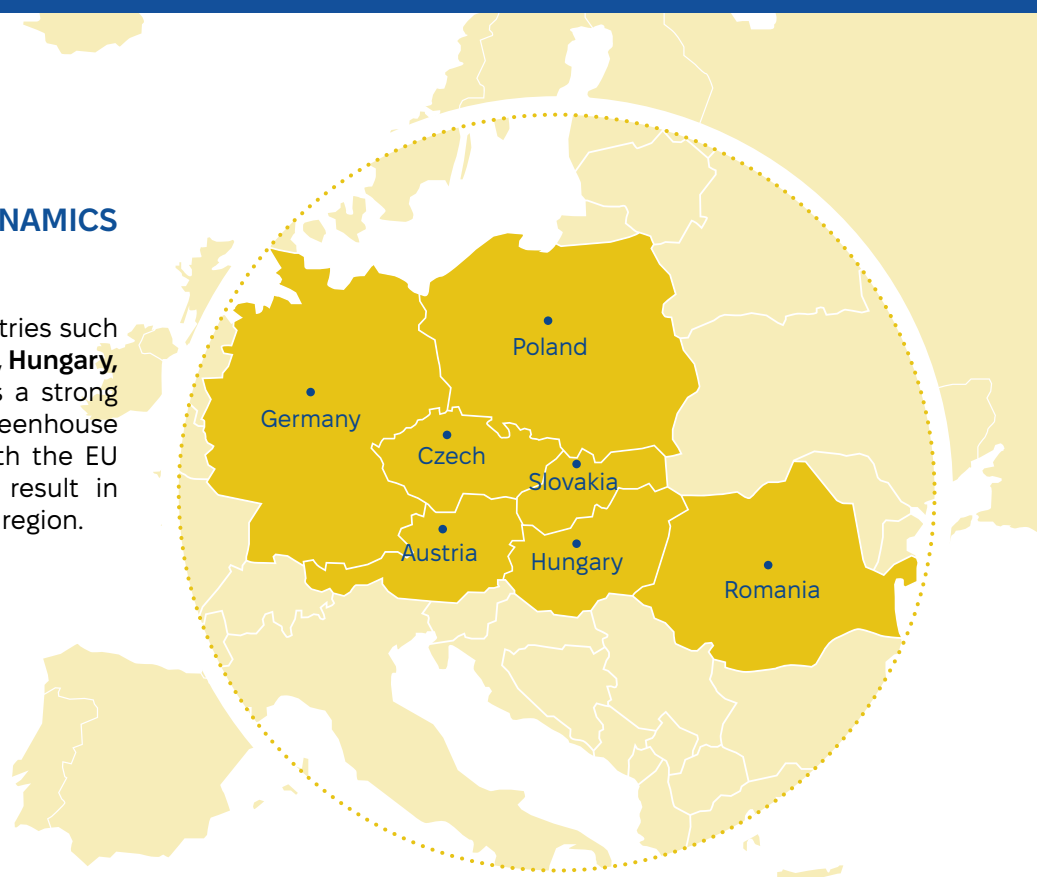 NAMICS
tries such
, Hungary,
s a strong
eenhouse
th the EU
result in
region.
Poland
Germany
Czech
Slovakia
Austria
Hungary
Romania